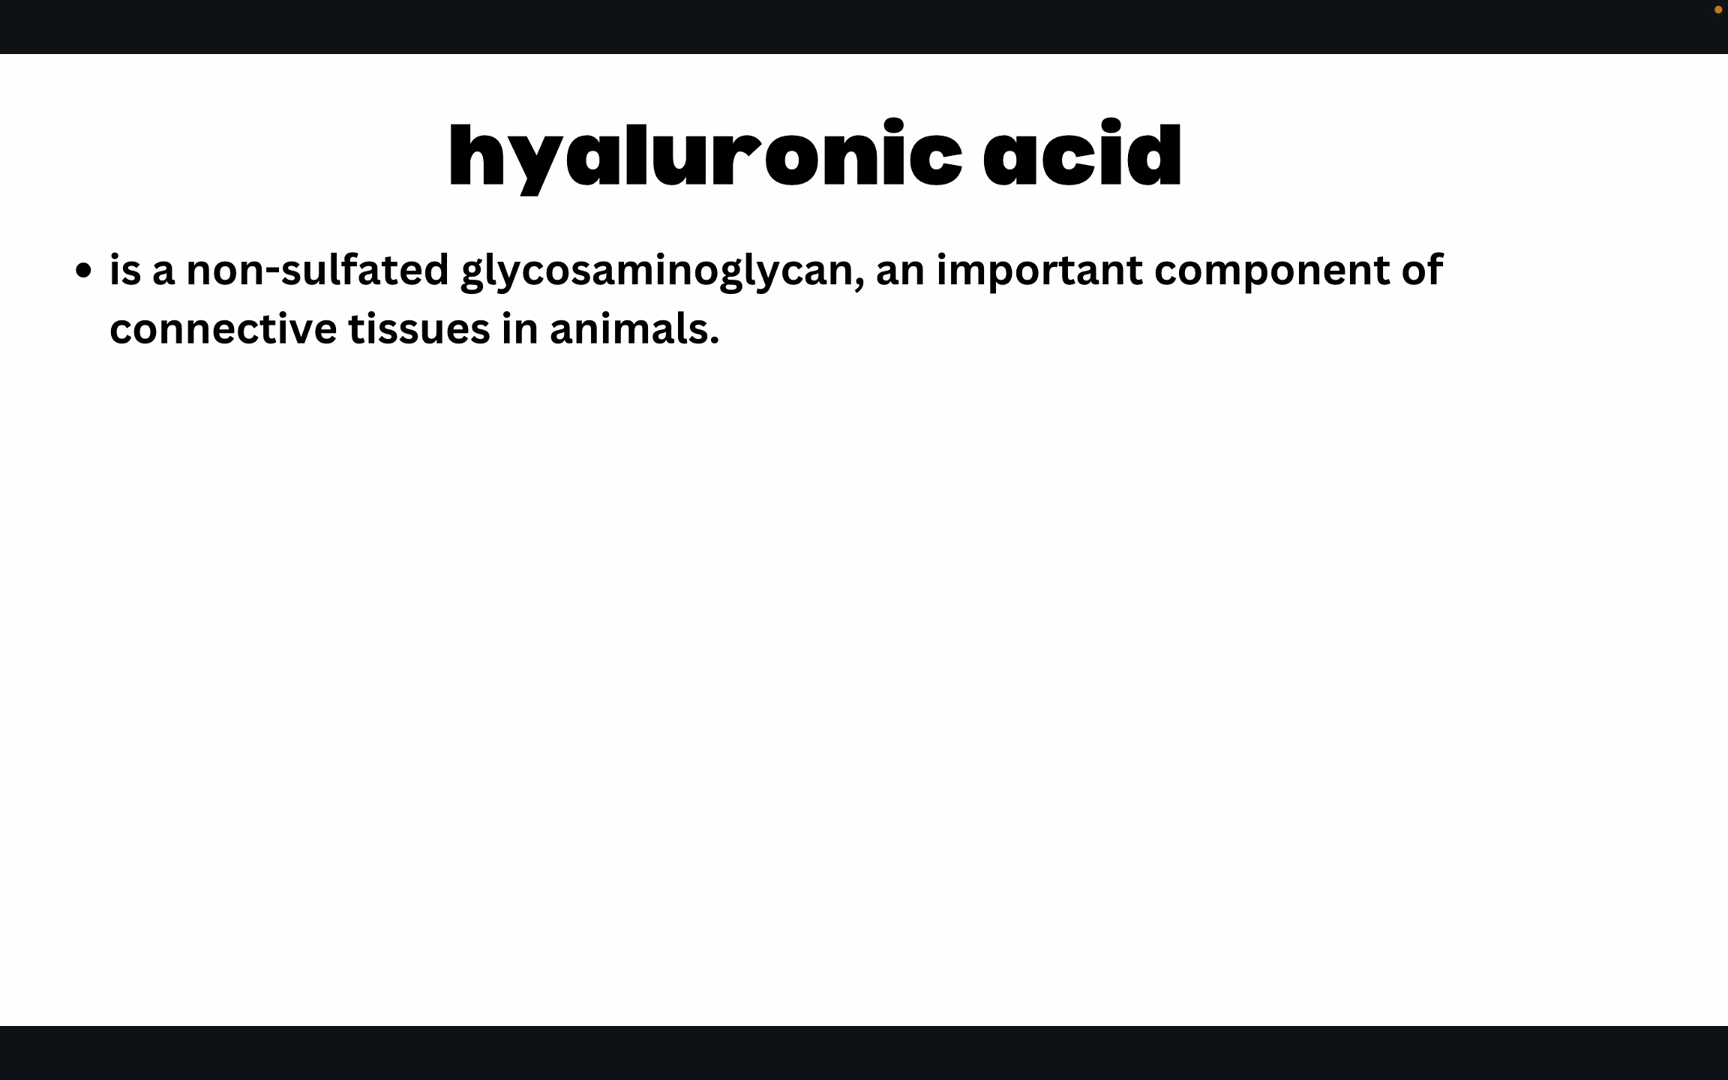 hyaluronic acid
• is a non-sulfated glycosaminoglycan, an important component of
connective tissues in animals.